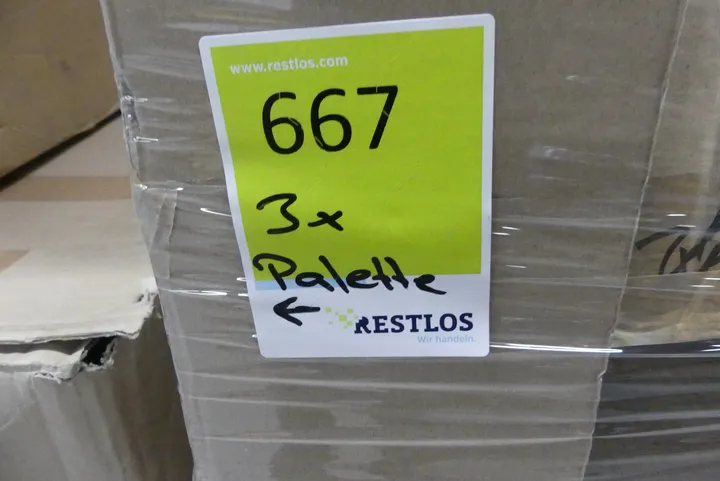 www.restlos.com
667
3x
Palette
←
RESTLOS
Wir handeln.